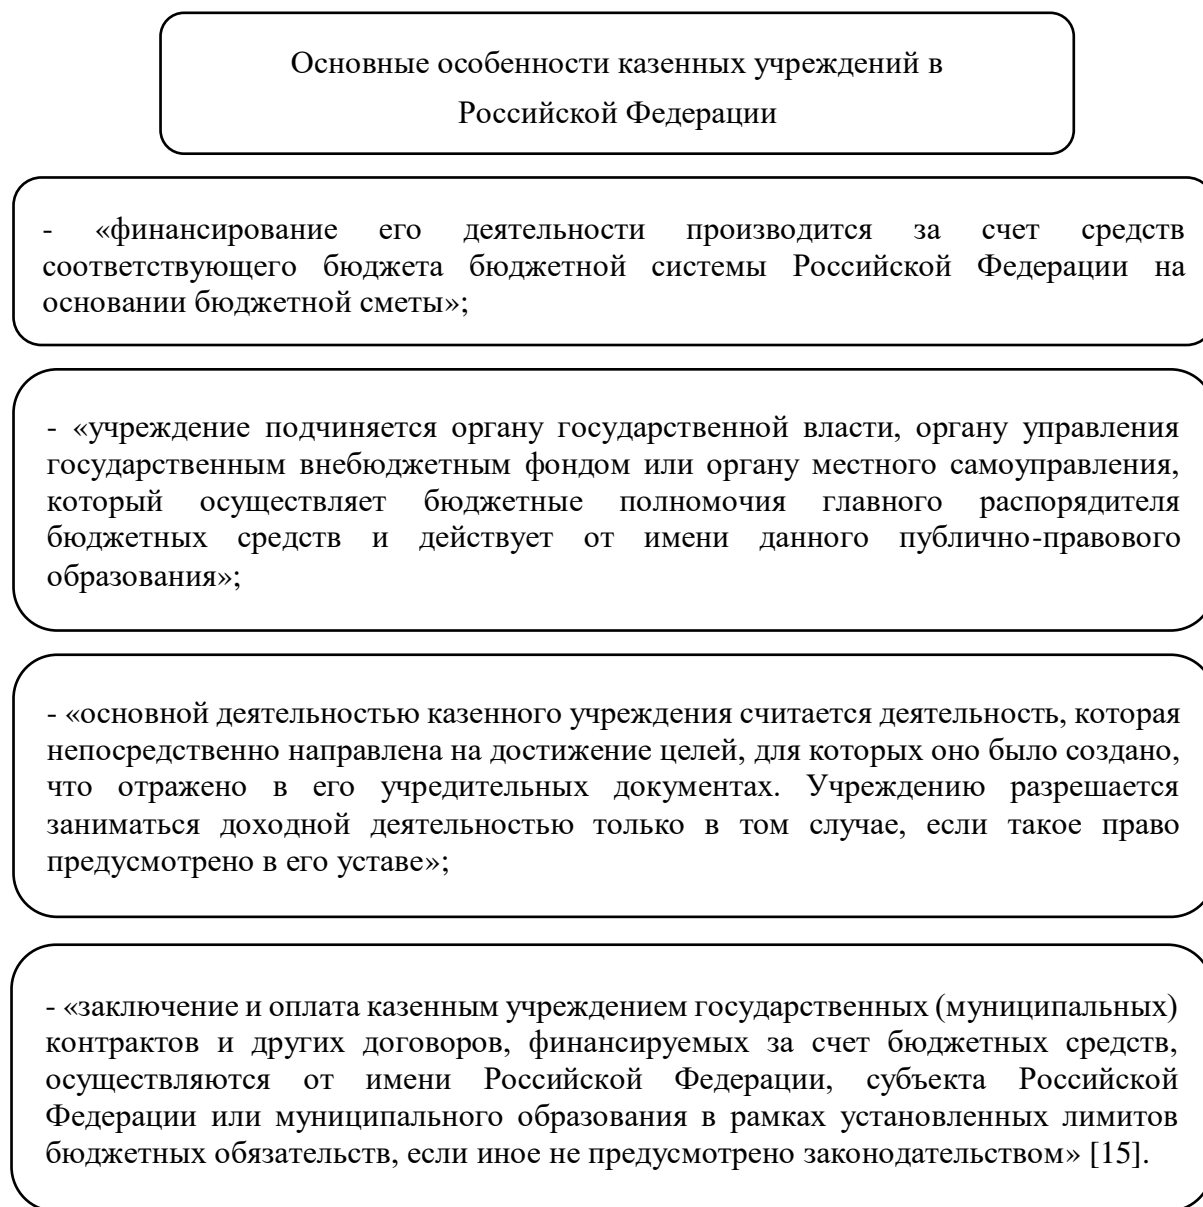 Основные особенности казенных учреждений в
Российской Федерации
- «финансирование его деятельности производится за счет средств
соответствующего бюджета бюджетной системы Российской Федерации на
основании бюджетной сметы»;
- «учреждение подчиняется органу государственной власти, органу управления
государственным внебюджетным фондом или органу местного самоуправления,
который осуществляет бюджетные полномочия главного распорядителя
бюджетных средств и действует от имени данного публично-правового
образования»;
- «основной деятельностью казенного учреждения считается деятельность, которая
непосредственно направлена на достижение целей, для которых оно было создано,
что отражено в его учредительных документах. Учреждению разрешается
заниматься доходной деятельностью только в том случае, если такое право
предусмотрено в его уставе»;
- «заключение и оплата казенным учреждением государственных (муниципальных)
контрактов и других договоров, финансируемых за счет бюджетных средств,
осуществляются от имени Российской Федерации, субъекта Российской
Федерации или муниципального образования в рамках установленных лимитов
бюджетных обязательств, если иное не предусмотрено законодательством» [15].